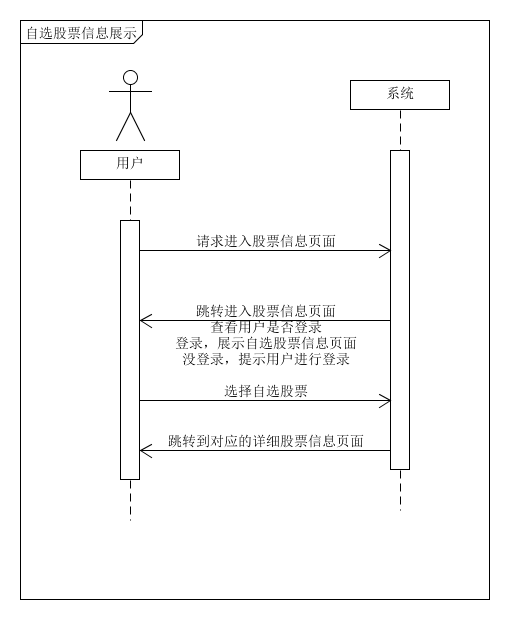 自选股票信息展示
系统
用户
请求进入股票信息页面
跳转进入股票信息页面
查看用户是否登录
登录，展示自选股票信息页面
没登录，提示用户进行登录
选择自选股票
跳转到对应的详细股票信息页面